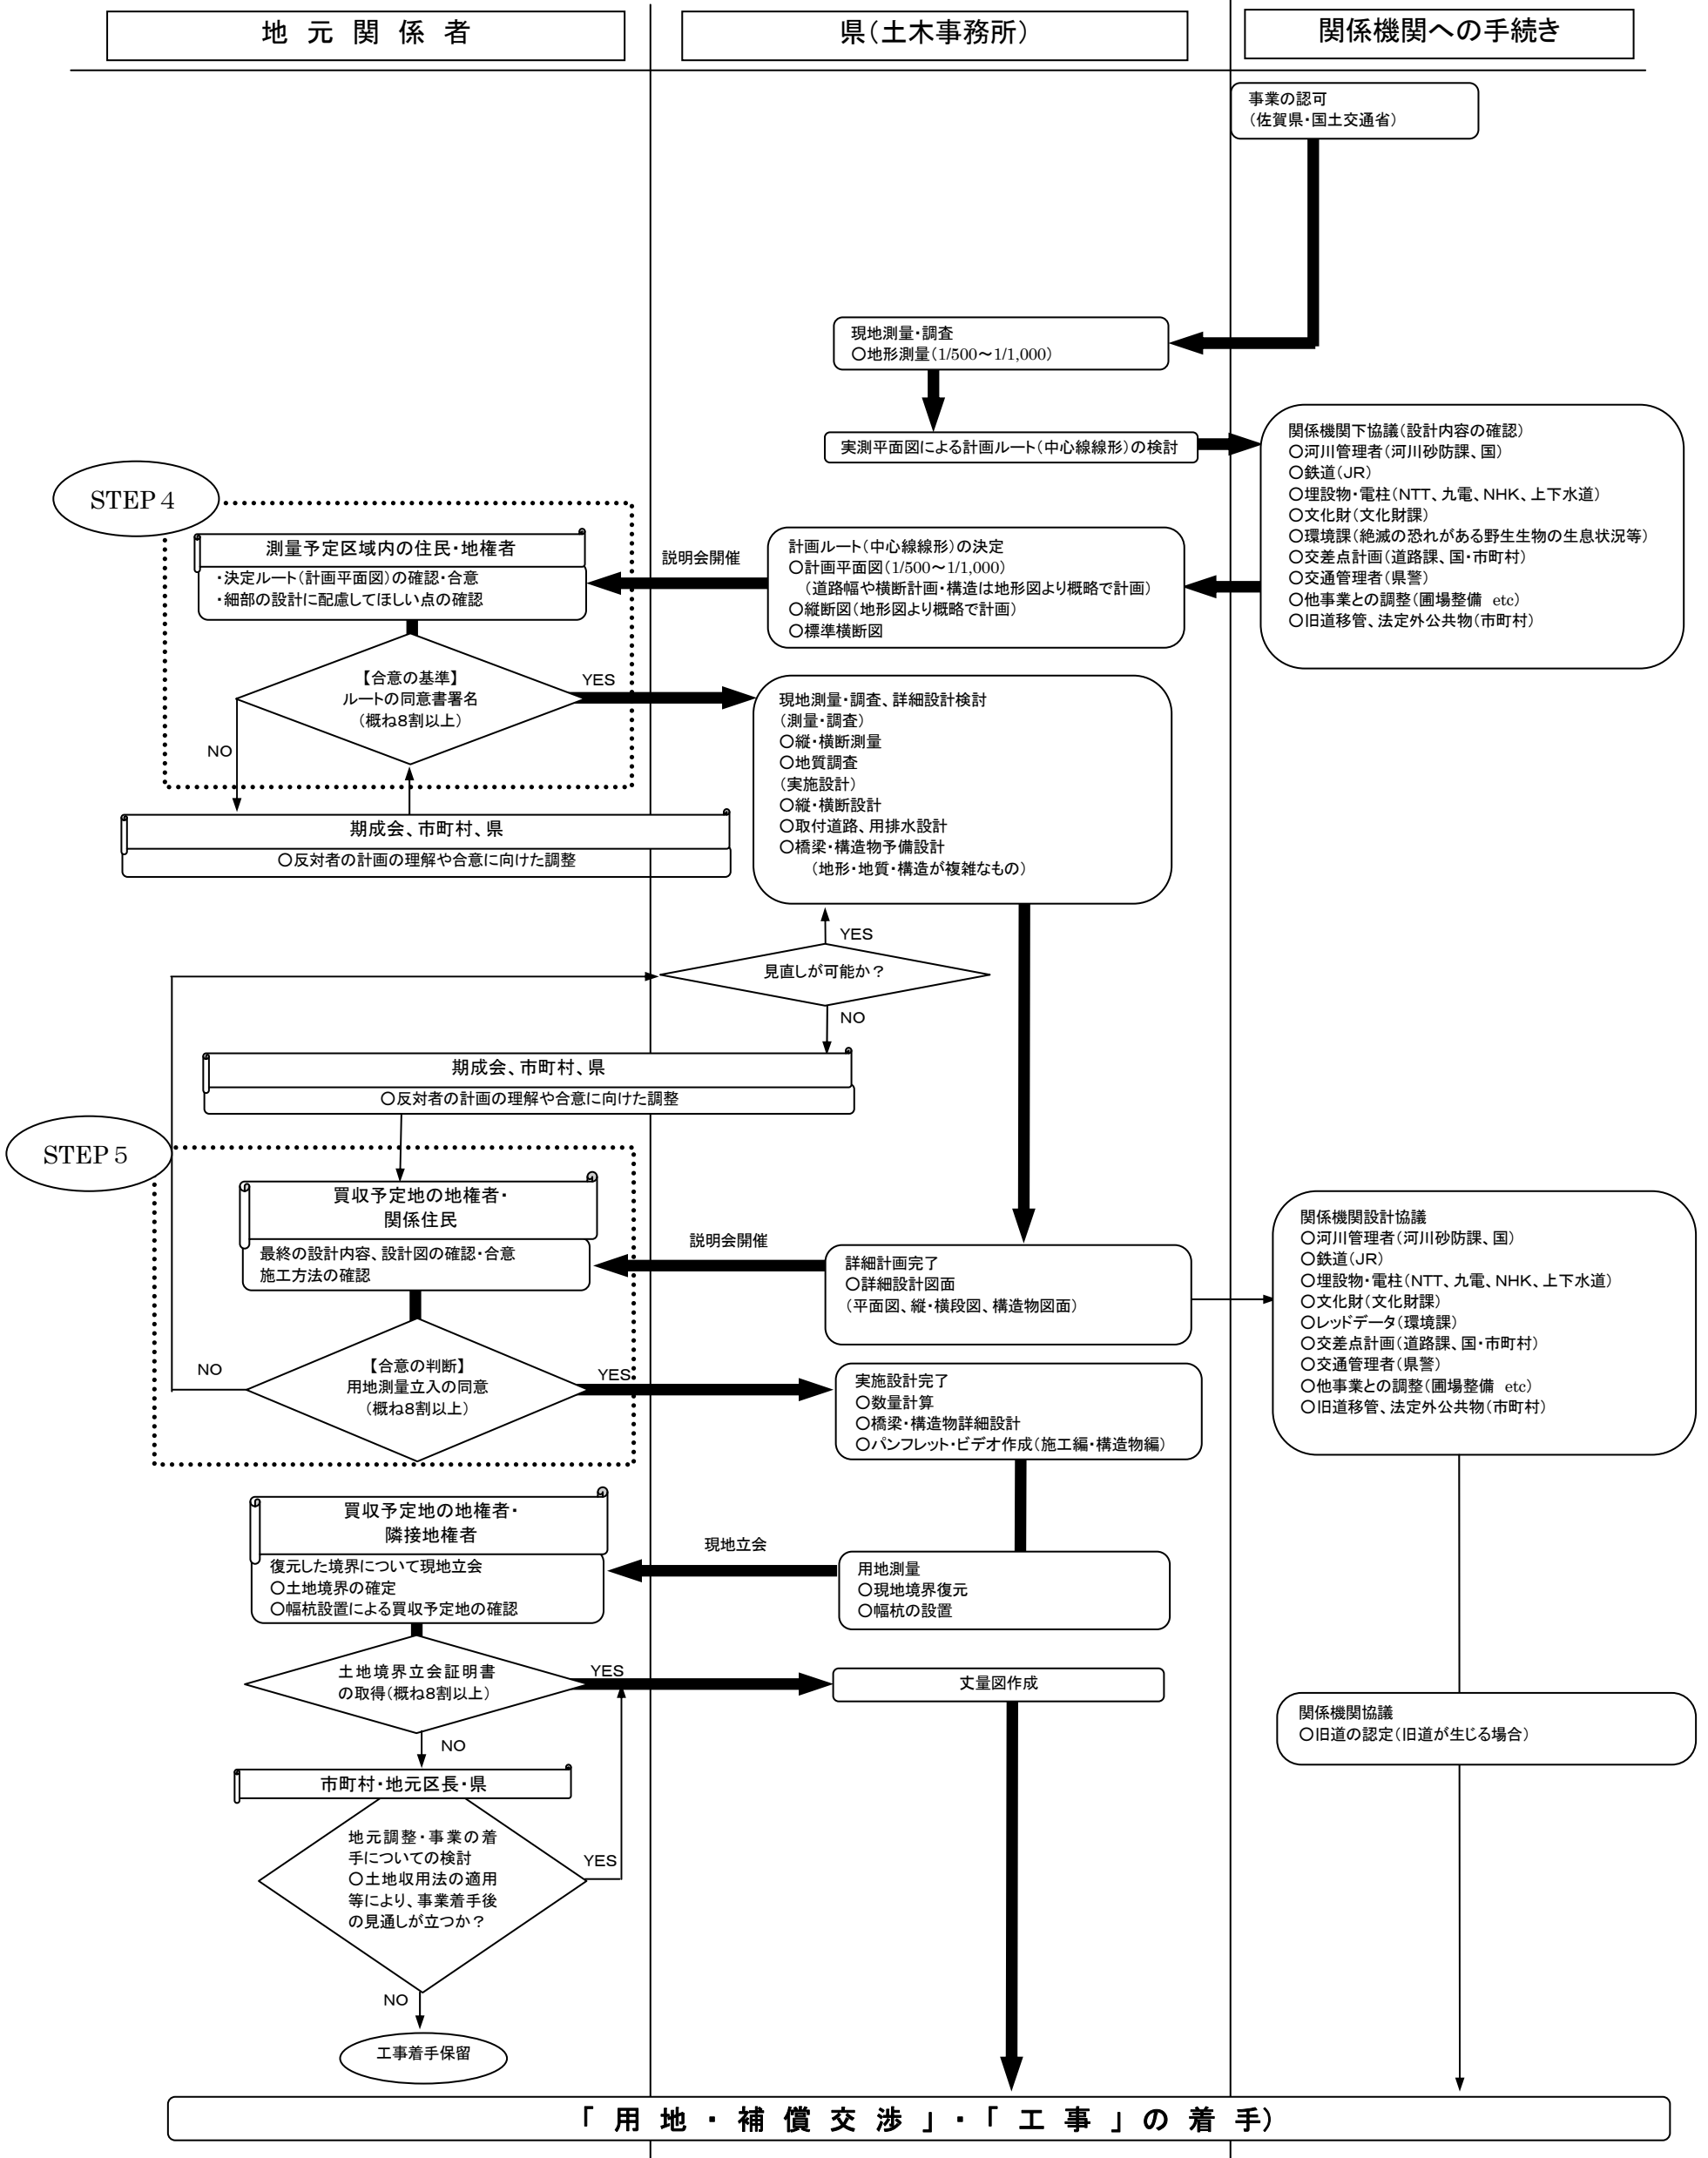 地元関係者
県（土木事務所）
関係機関への手続き
事業の認可
（佐賀県・国土交通省）
現地測量・調査
○地形測量（1/500～1/1,000）
実測平面図による計画ルート（中心線線形）の検討
関係機関下協議（設計内容の確認）
○河川管理者（河川砂防課、国）
○鉄道（JR）
○埋設物・電柱（NTT、九電、NHK、上下水道）
○文化財（文化財課）
○環境課（絶滅の恐れがある野生生物の生息状況等）
○交差点計画（道路課、国・市町村）
○交通管理者（県警）
○他事業との調整（圃場整備 etc）
○旧道移管、法定外公共物（市町村）
STEP 4
測量予定区域内の住民・地権者
・決定ルート（計画平面図）の確認・合意
・細部の設計に配慮してほしい点の確認
説明会開催
計画ルート（中心線線形）の決定
○計画平面図（1/500～1/1,000）
（道路幅や横断計画・構造は地形図より概略で計画）
○縦断図（地形図より概略で計画）
○標準横断図
【合意の基準】
ルートの同意書署名
（概ね８割以上）
YES
NO
現地測量・調査、詳細設計検討
（測量・調査）
○縦・横断測量
○地質調査
（実施設計）
○縦・横断設計
○取付道路、用排水設計
○橋梁・構造物予備設計
（地形・地質・構造が複雑なもの）
期成会、市町村、県
○反対者の計画の理解や合意に向けた調整
YES
見直しが可能か？
NO
期成会、市町村、県
○反対者の計画の理解や合意に向けた調整
STEP 5
買収予定地の地権者・
関係住民
最終の設計内容、設計図の確認・合意
施工方法の確認
説明会開催
詳細計画完了
○詳細設計図面
（平面図、縦・横段図、構造物図面）
関係機関設計協議
○河川管理者（河川砂防課、国）
○鉄道（JR）
○埋設物・電柱（NTT、九電、NHK、上下水道）
○文化財（文化財課）
○レッドデータ（環境課）
○交差点計画（道路課、国・市町村）
○交通管理者（県警）
○他事業との調整（圃場整備 etc）
○旧道移管、法定外公共物（市町村）
NO
【合意の判断】
用地測量立入の同意
（概ね８割以上）
YES
実施設計完了
○数量計算
○橋梁・構造物詳細設計
○パンフレット・ビデオ作成（施工編・構造物編）
買収予定地の地権者・
隣接地権者
復元した境界について現地立会
○土地境界の確定
○幅杭設置による買収予定地の確認
現地立会
用地測量
○現地境界復元
○幅杭の設置
土地境界立会証明書
の取得（概ね８割以上）
YES
NO
丈量図作成
関係機関協議
○旧道の認定（旧道が生じる場合）
市町村・地元区長・県
地元調整・事業の着
手についての検討
○土地収用法の適用
等により、事業着手後
の見通しが立つか？
YES
NO
工事着手保留
「用地・補償交渉」・「工事」の着手）